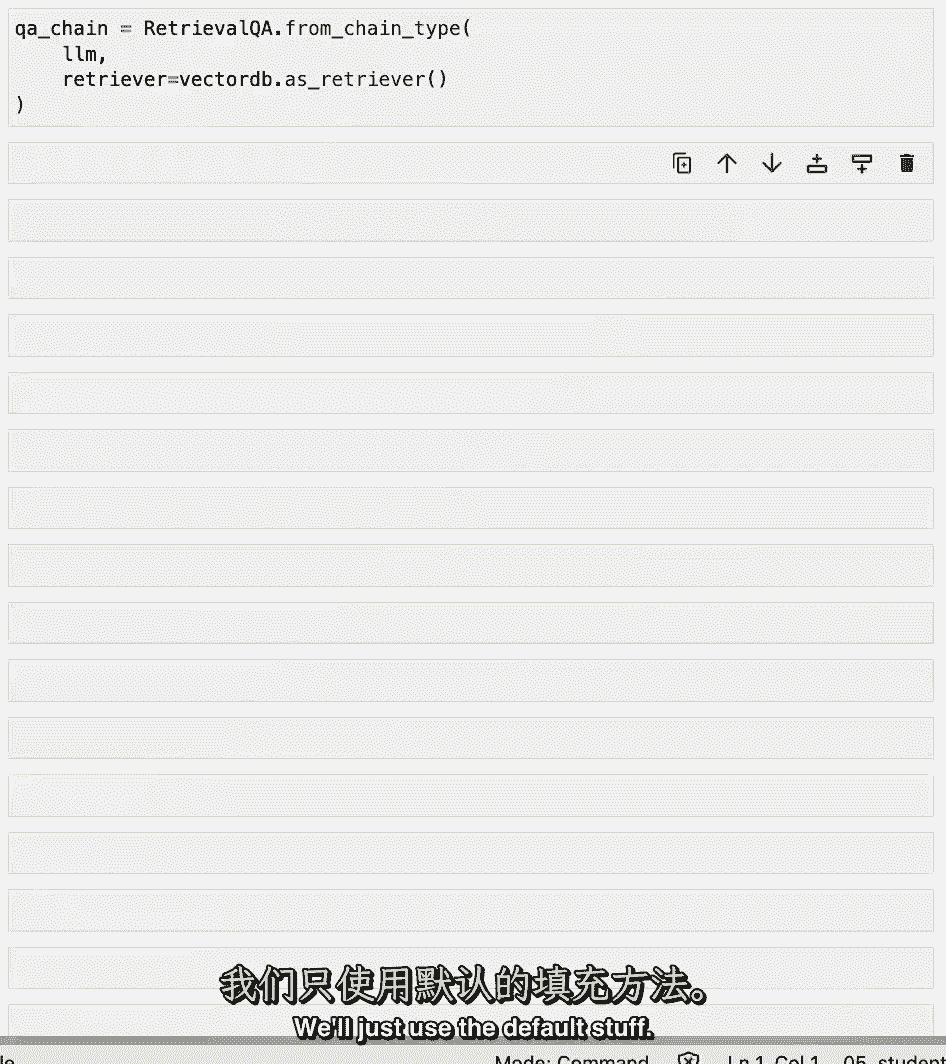 qa_chain = RetrievalQA.from_chain_type(
    llm,
    retriever=vectordb.as_retriever()
)
我们只使用默认的填充方法。
We'll just use the default stuff.
le Mode: Command Ln 1, Col 1 05_student